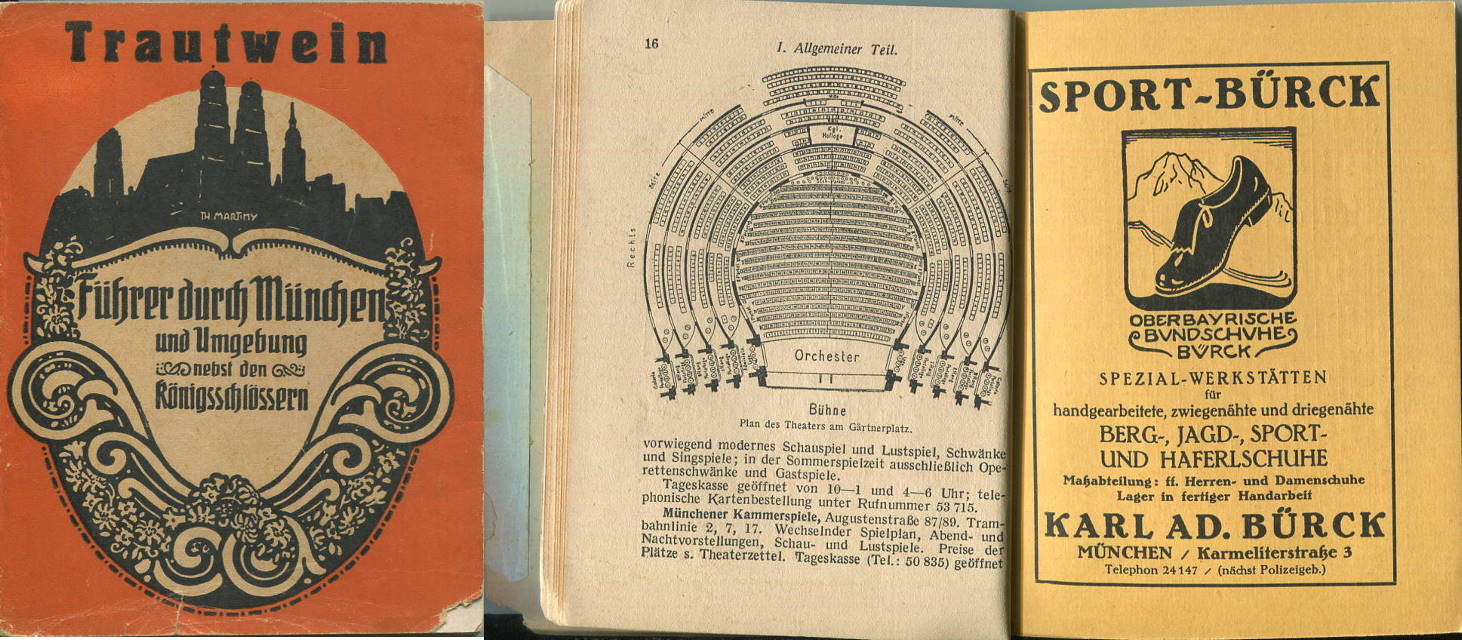 Trautwein
TH. MARTINY
Führer durch München
und Umgebung
nebst den
Königsschlössern
16
I. Allgemeiner Teil.
Kgl.
Hofloge
Mitte
Mitte
Rechts
Orchester
Bühne
Plan des Theaters am Gärtnerplatz.
vorwiegend modernes Schauspiel und Lustspiel, Schwänke
und Singspiele; in der Sommerspielzeit ausschließlich Ope-
rettenschwänke und Gastspiele.
Tageskasse geöffnet von 10—1 und 4—6 Uhr; tele-
phonische Kartenbestellung unter Rufnummer 53 715.
Münchener Kammerspiele, Augustenstraße 87/89. Tram-
bahnlinie 2, 7, 17. Wechselnder Spielplan, Abend- und
Nachtvorstellungen, Schau- und Lustspiele. Preise der
Plätze s. Theaterzettel. Tageskasse (Tel.: 50 835) geöffnet
SPORT-BÜRCK
OBERBAYRISCHE
BVNDSCHVHE
BÜRCK
SPEZIAL-WERKSTÄTTEN
für
handgearbeitete, zwiegenähte und driegenähte
BERG-, JAGD-, SPORT-
UND HAFERLSCHUHE
Maßabteilung: ff. Herren- und Damenschuhe
Lager in fertiger Handarbeit
KARL AD. BÜRCK
MÜNCHEN / Karmeliterstraße 3
Telephon 24147 / (nächst Polizeigeb.)